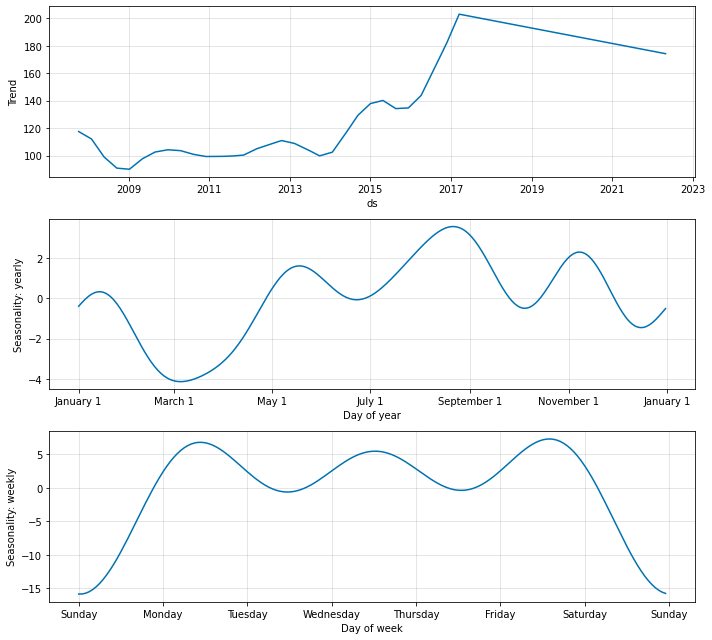 Trend
200
180
160
140
120
100
2009 2011 2013 2015 2017 2019 2021 2023
ds
Seasonality: yearly
2
0
−2
−4
January 1 March 1 May 1 July 1 September 1 November 1 January 1
Day of year
Seasonality: weekly
5
0
−5
−10
−15
Sunday Monday Tuesday Wednesday Thursday Friday Saturday Sunday
Day of week